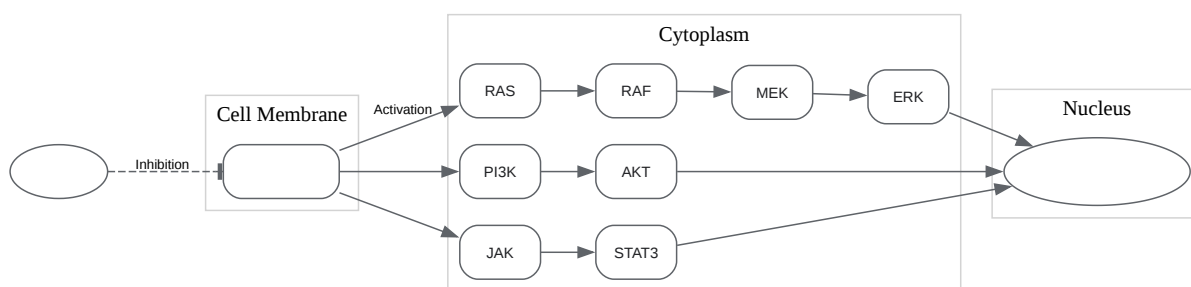 Cytoplasm
Cell Membrane
Nucleus
Inhibition
Activation
RAS
RAF
MEK
ERK
PI3K
AKT
JAK
STAT3